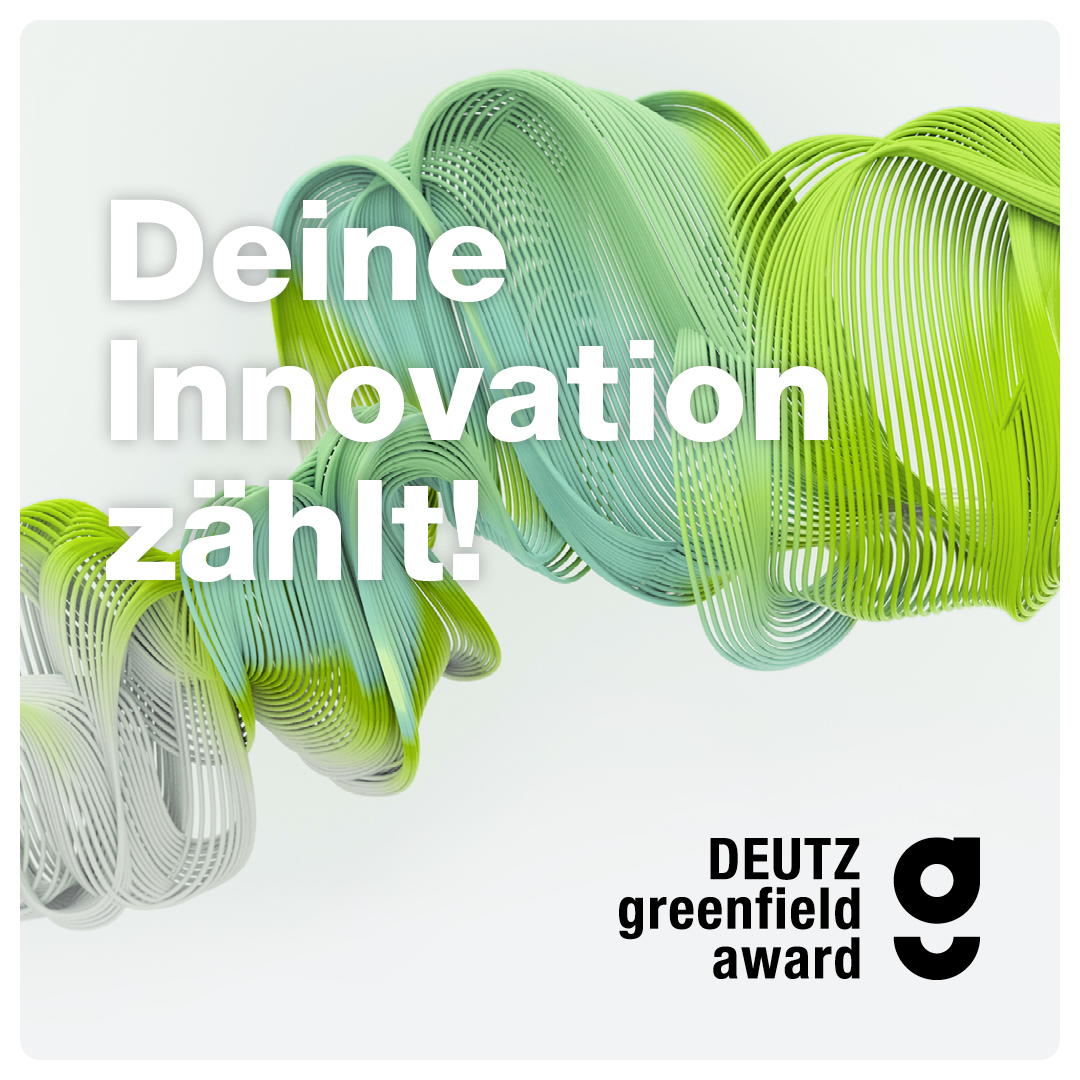 Deine
Innovation
zählt!
DEUTZ
greenfield
award
g